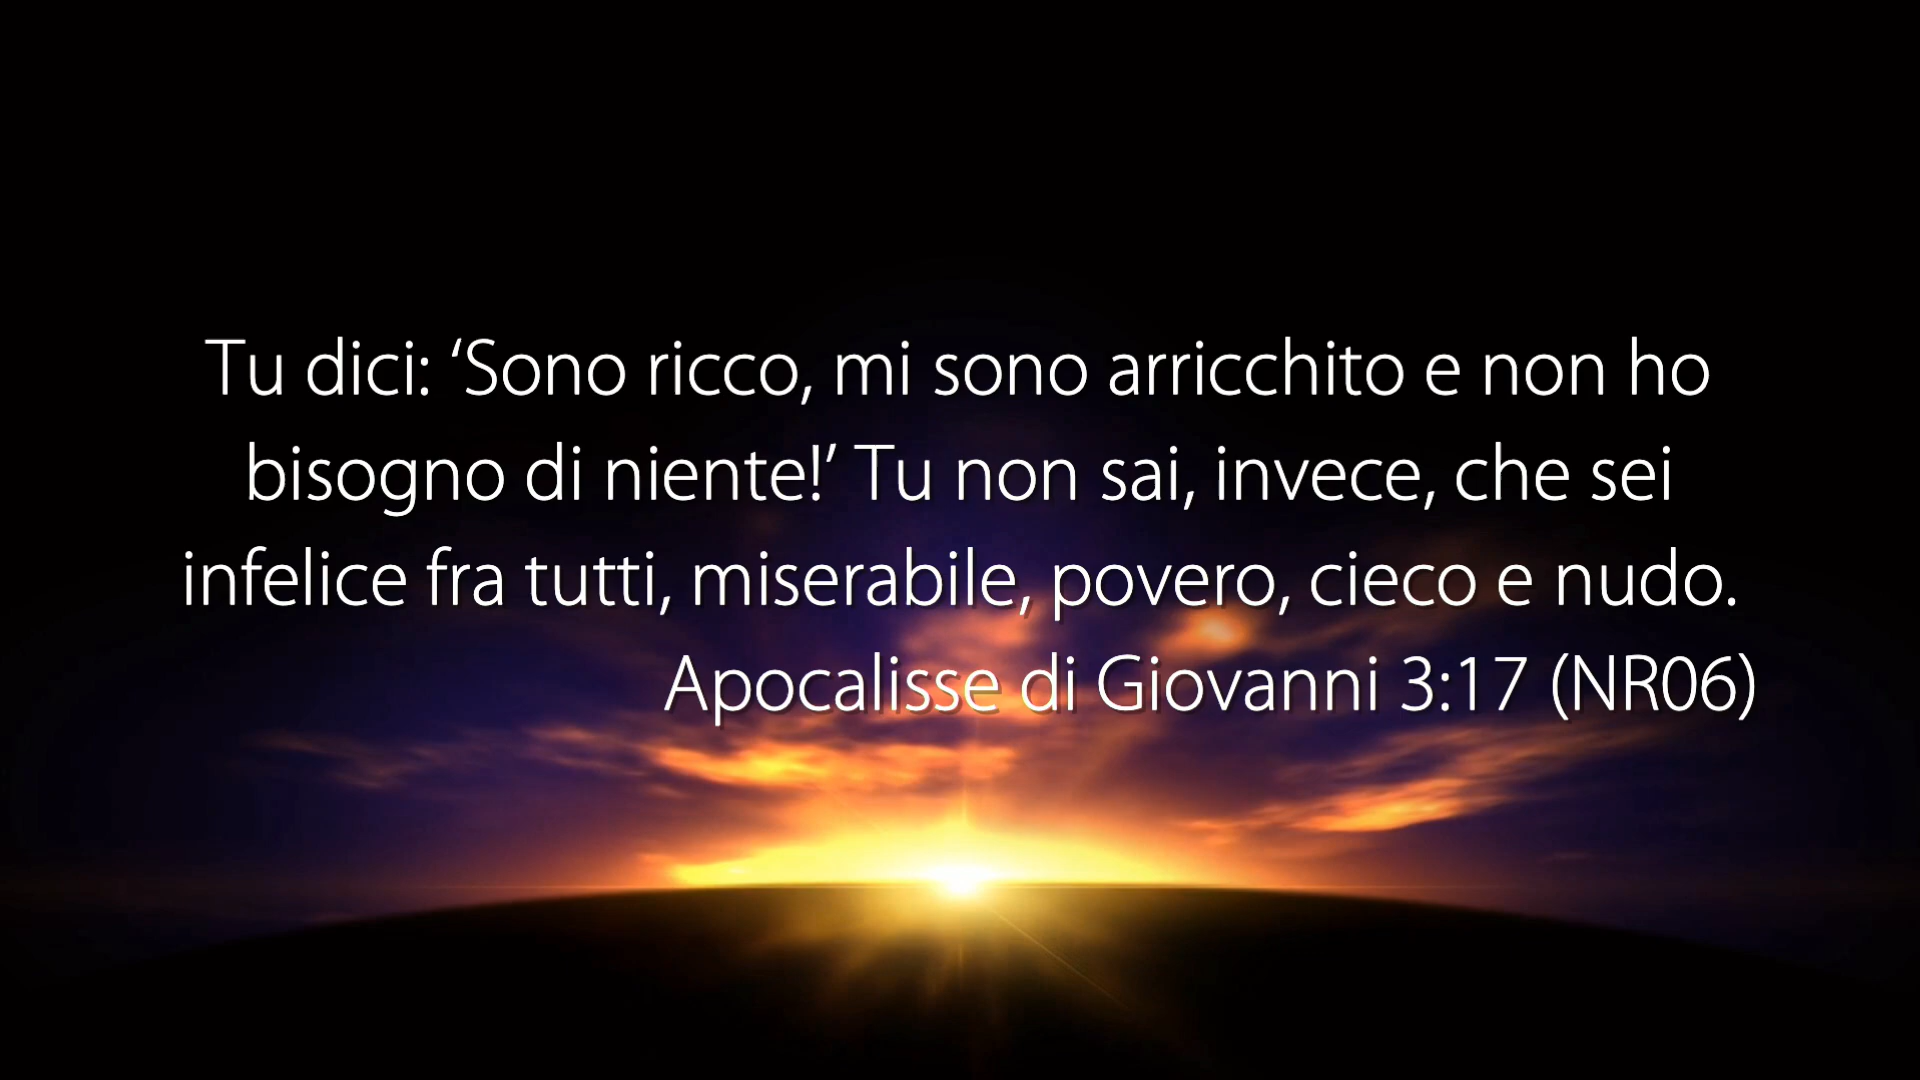 Tu dici: ‘Sono ricco, mi sono arricchito e non ho
bisogno di niente!’ Tu non sai, invece, che sei
infelice fra tutti, miserabile, povero, cieco e nudo.
Apocalisse di Giovanni 3:17 (NR06)